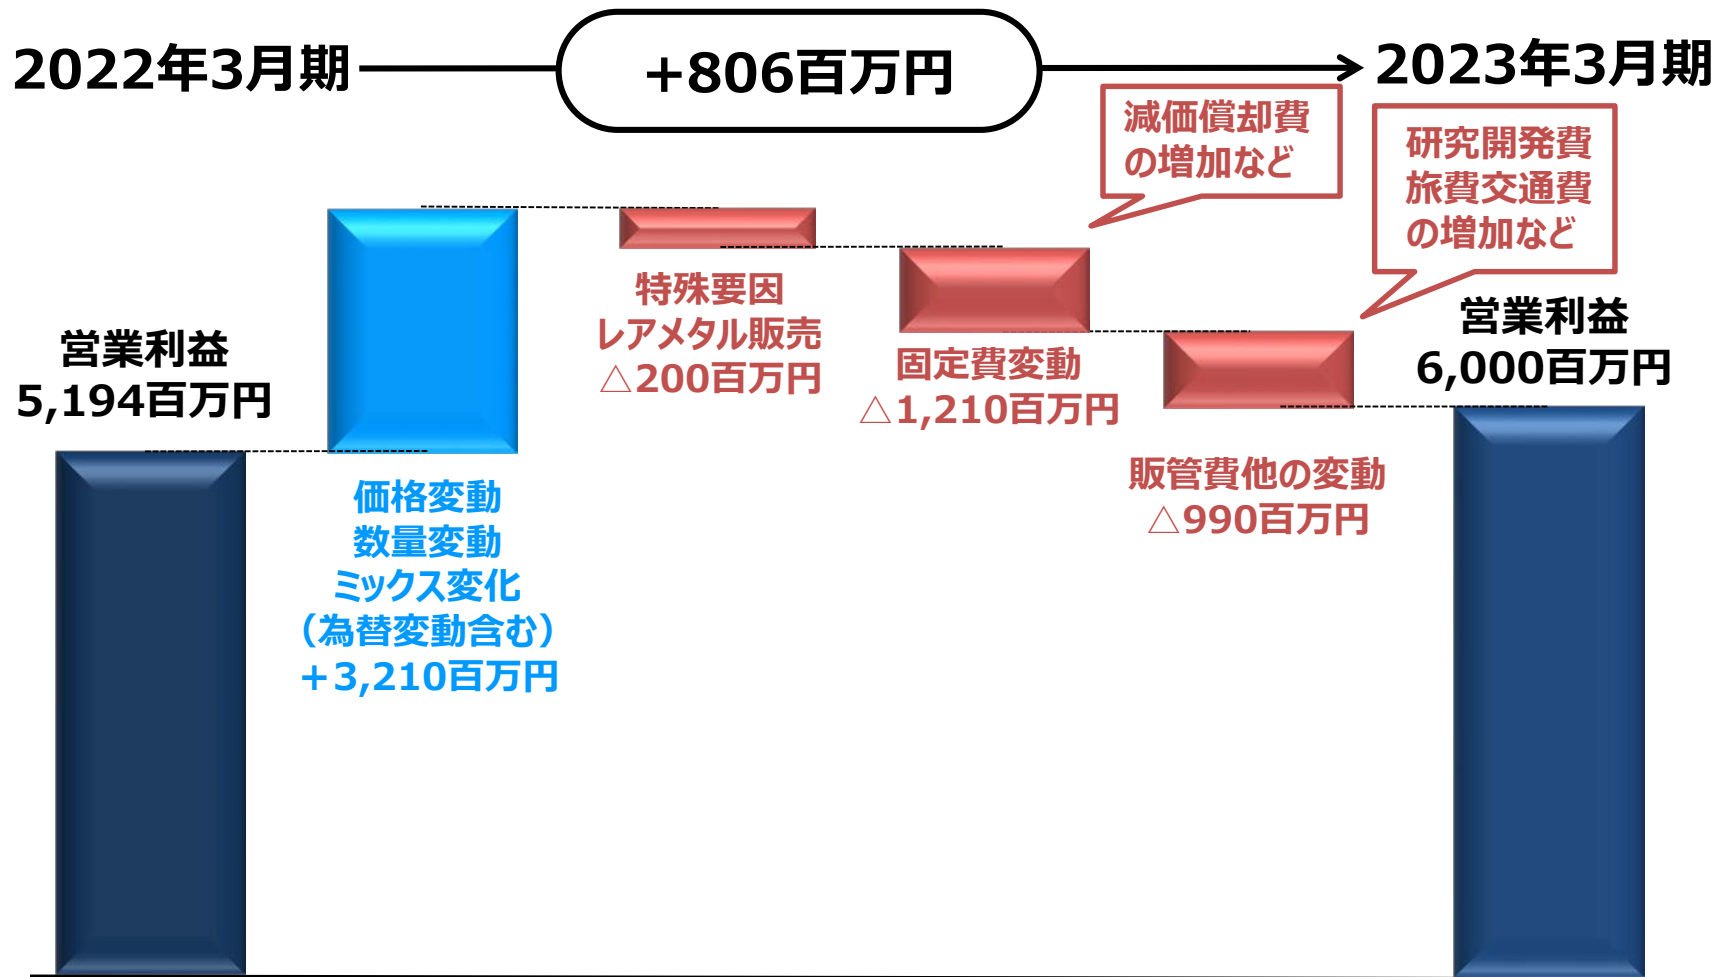 2022年3月期
+806百万円
2023年3月期
減価償却費
の増加など
研究開発費
旅費交通費
の増加など
営業利益
5,194百万円
価格変動
数量変動
ミックス変化
（為替変動含む）
+3,210百万円
特殊要因
レアメタル販売
△200百万円
固定費変動
△1,210百万円
販管費他の変動
△990百万円
営業利益
6,000百万円